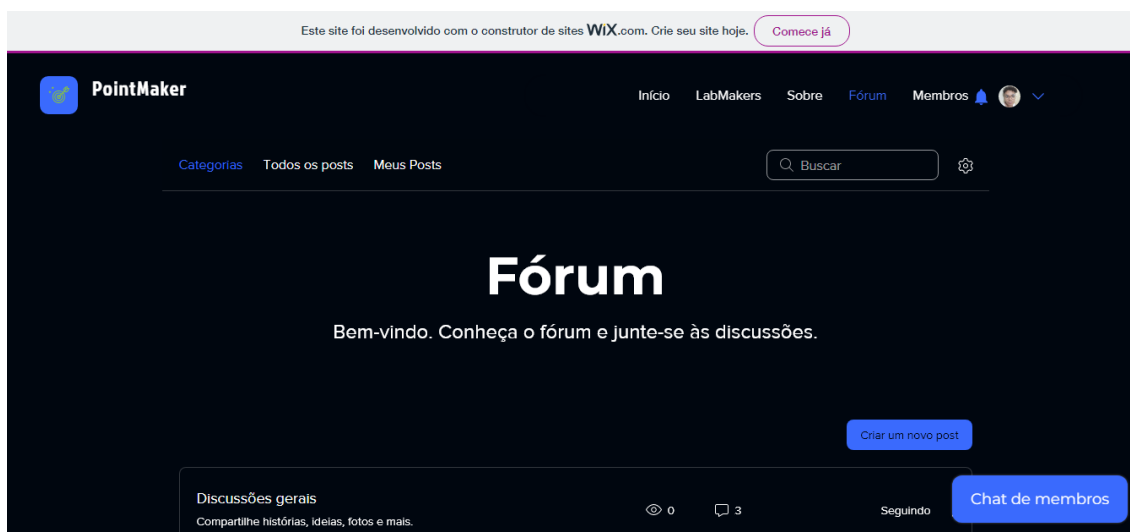 Este site foi desenvolvido com o construtor de sites WiX.com. Crie seu site hoje. Comece já
PointMaker
Início LabMakers Sobre Fórum Membros
Categorias Todos os posts Meus Posts Buscar
Fórum
Bem-vindo. Conheça o fórum e junte-se às discussões.
Criar um novo post
Discussões gerais
Compartilhe histórias, ideias, fotos e mais.
0 3 Seguindo
Chat de membros